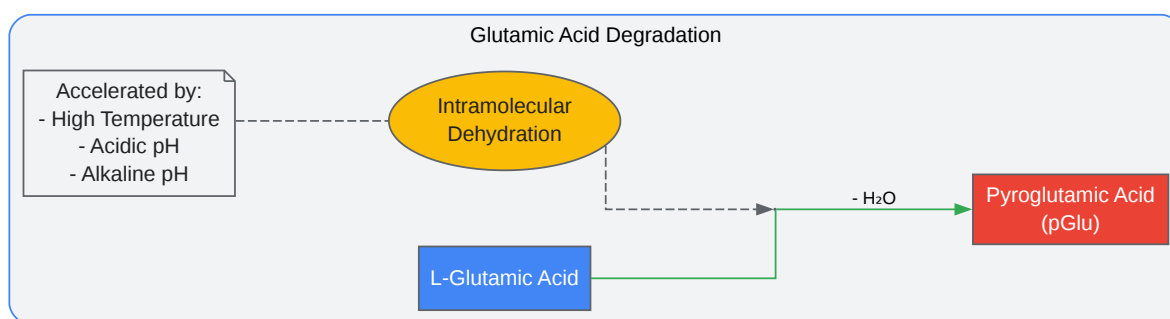 Glutamic Acid Degradation
Accelerated by:
- High Temperature
- Acidic pH
- Alkaline pH
Intramolecular
Dehydration
- H₂O
Pyroglutamic Acid
(pGlu)
L-Glutamic Acid